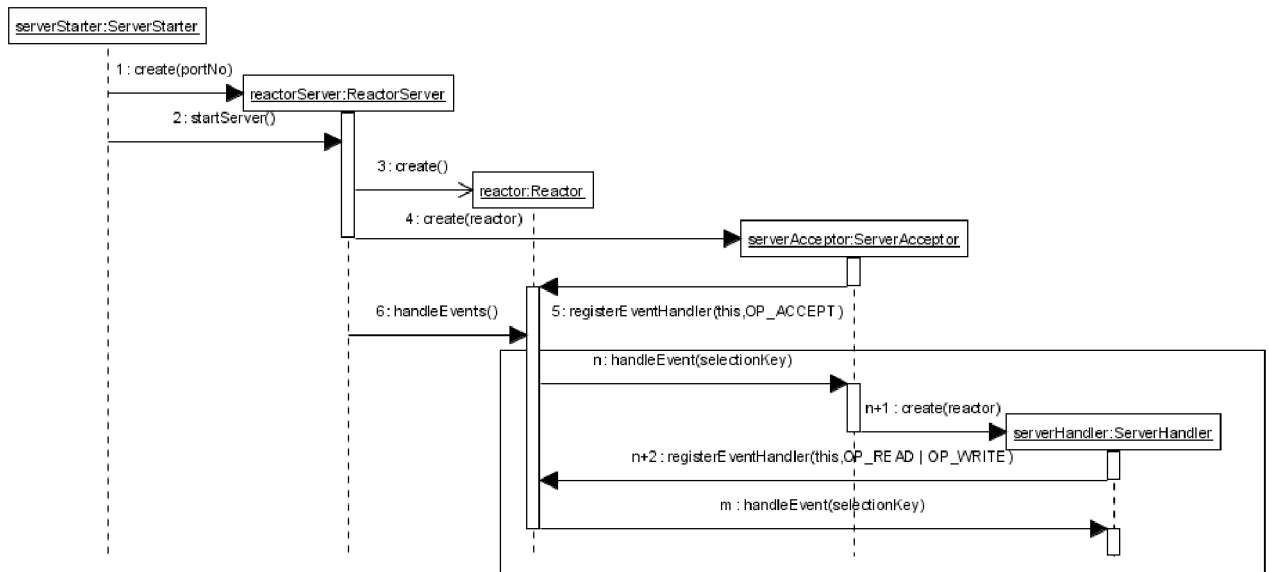 serverStarter:ServerStarter
1 : create(portNo)
reactorServer:ReactorServer
2 : startServer()
3 : create()
reactor:Reactor
4 : create(reactor)
serverAcceptor:ServerAcceptor
6 : handleEvents()
5 : registerEventHandler(this,OP_ACCEPT)
n : handleEvent(selectionKey)
n+1 : create(reactor)
serverHandler:ServerHandler
n+2 : registerEventHandler(this,OP_READ | OP_WRITE)
m : handleEvent(selectionKey)